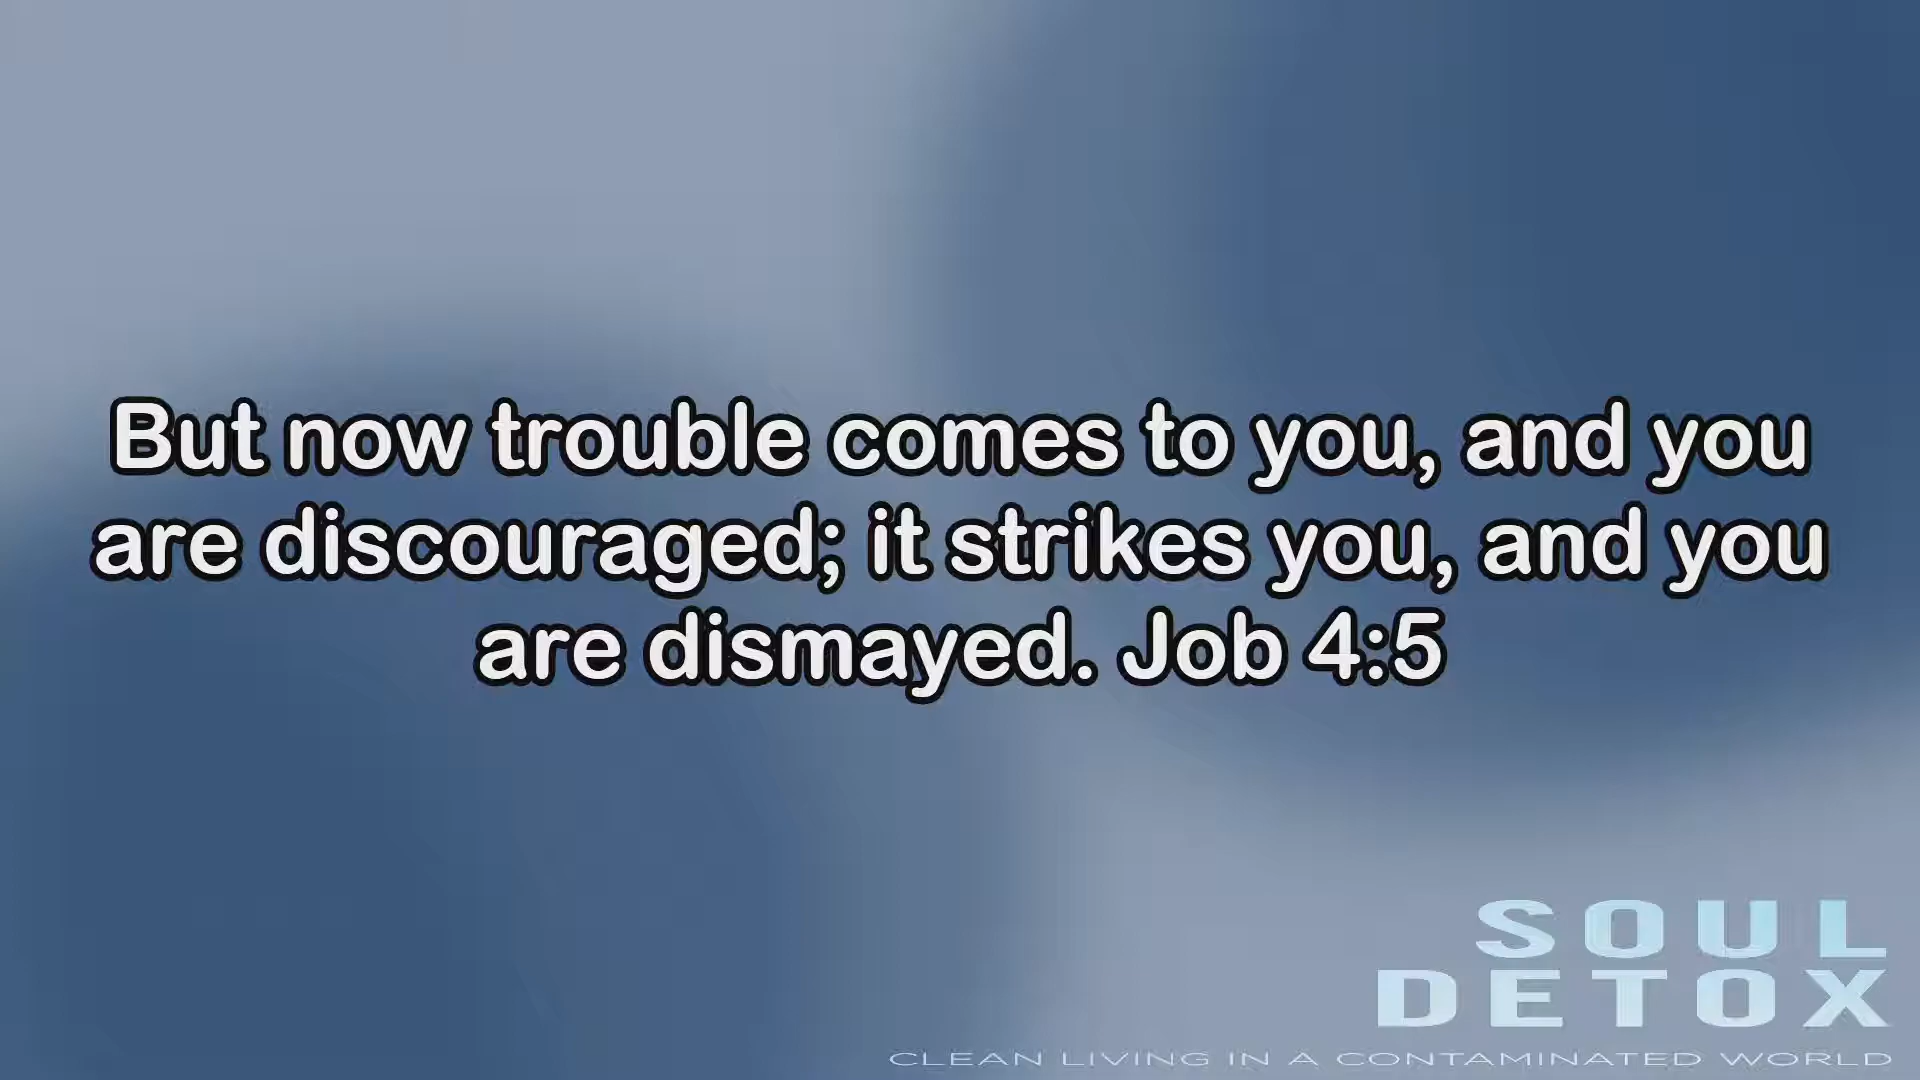 But now trouble comes to you, and you
are discouraged; it strikes you, and you
are dismayed. Job 4:5
SOUL
DETOX
CLEAN LIVING IN A CONTAMINATED WORLD